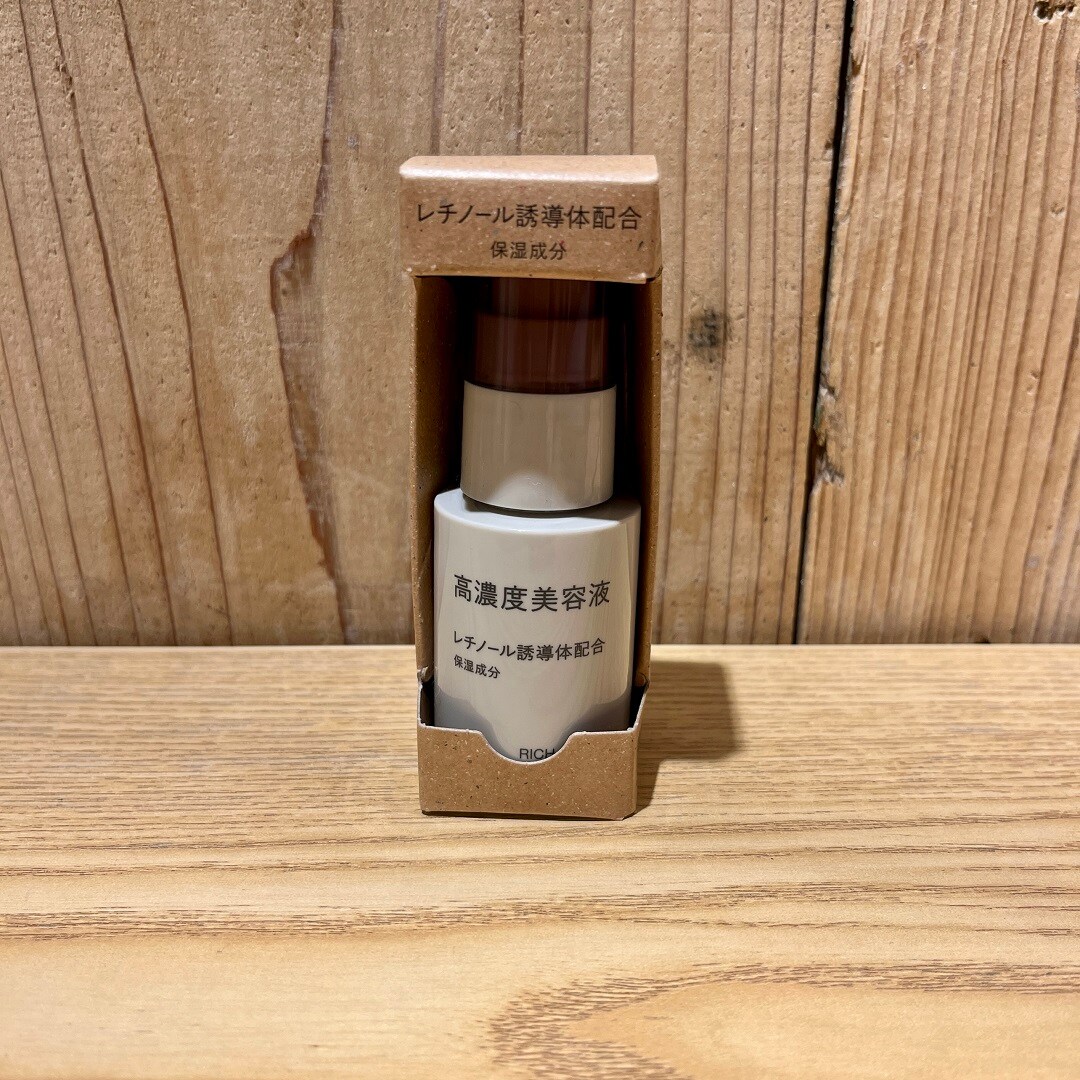 レチノール誘導体配合
保湿成分
高濃度美容液
レチノール誘導体配合
保湿成分
RICH